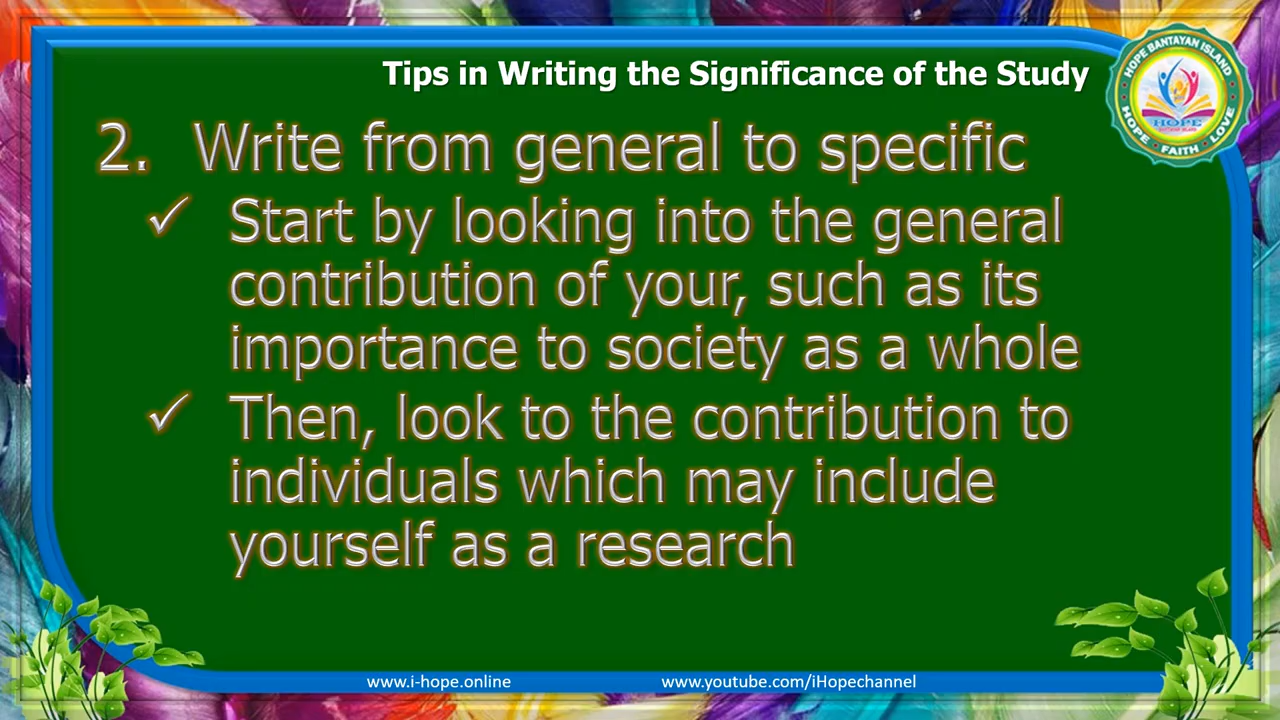 Tips in Writing the Significance of the Study
HOPE BANTAYAN ISLAND
HOPE
BANTAYAN ISLAND
HOPE • FAITH • LOVE
2. Write from general to specific
✓ Start by looking into the general
contribution of your, such as its
importance to society as a whole
✓ Then, look to the contribution to
individuals which may include
yourself as a research
www.i-hope.online
www.youtube.com/iHopechannel